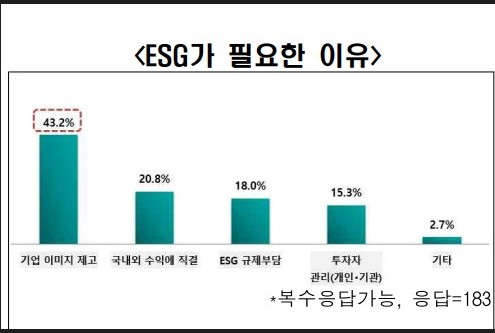 <ESG가 필요한 이유>
43.2%
20.8%
18.0%
15.3%
2.7%
기업 이미지 제고
국내외 수익에 직결
ESG 규제부담
투자자
관리(개인·기관)
기타
*복수응답가능, 응답=183